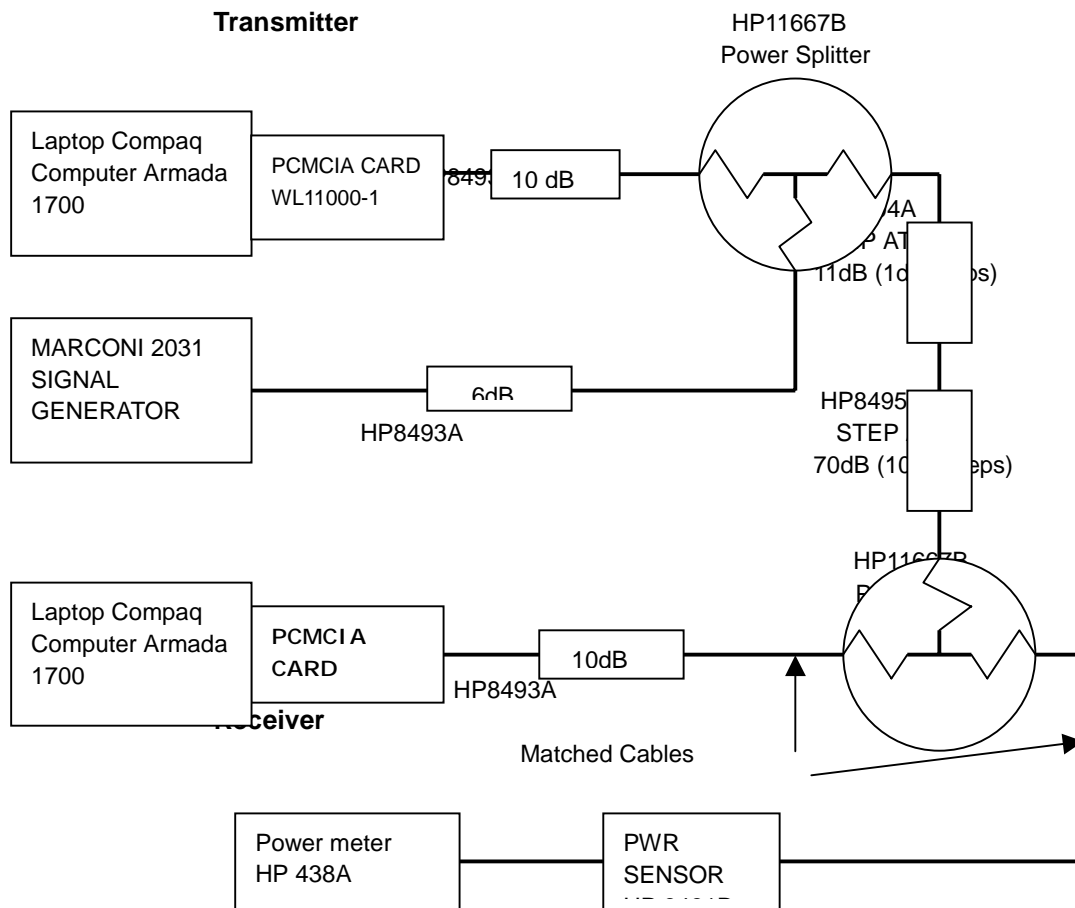 Transmitter
HP11667B
Power Splitter
Laptop Compaq
Computer Armada
1700
PCMCIA CARD
WL11000-1
10 dB
11dB
MARCONI 2031
SIGNAL
GENERATOR
6dB
HP8493A
STEP
70dB
Laptop Compaq
Computer Armada
1700
PCMCIA
CARD
10dB
HP8493A
Receiver
Matched Cables
Power meter
HP 438A
PWR
SENSOR